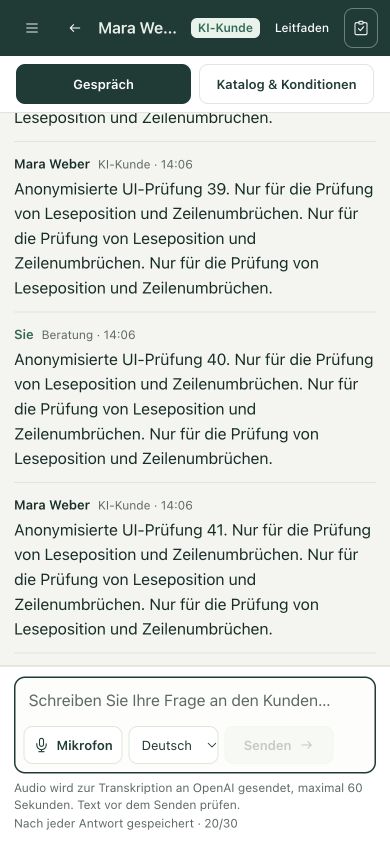 Mara We...
KI-Kunde
Leitfaden
Gespräch
Katalog & Konditionen
Leseposition und Zeilenumbrüchen.
Mara Weber KI-Kunde · 14:06
Anonymisierte UI-Prüfung 39. Nur für die Prüfung
von Leseposition und Zeilenumbrüchen. Nur für
die Prüfung von Leseposition und
Zeilenumbrüchen. Nur für die Prüfung von
Leseposition und Zeilenumbrüchen.
Sie Beratung · 14:06
Anonymisierte UI-Prüfung 40. Nur für die Prüfung
von Leseposition und Zeilenumbrüchen. Nur für
die Prüfung von Leseposition und
Zeilenumbrüchen. Nur für die Prüfung von
Leseposition und Zeilenumbrüchen.
Mara Weber KI-Kunde · 14:06
Anonymisierte UI-Prüfung 41. Nur für die Prüfung
von Leseposition und Zeilenumbrüchen. Nur für
die Prüfung von Leseposition und
Zeilenumbrüchen. Nur für die Prüfung von
Leseposition und Zeilenumbrüchen.
Schreiben Sie Ihre Frage an den Kunden...
Mikrofon
Deutsch
Senden →
Audio wird zur Transkription an OpenAI gesendet, maximal 60
Sekunden. Text vor dem Senden prüfen.
Nach jeder Antwort gespeichert · 20/30